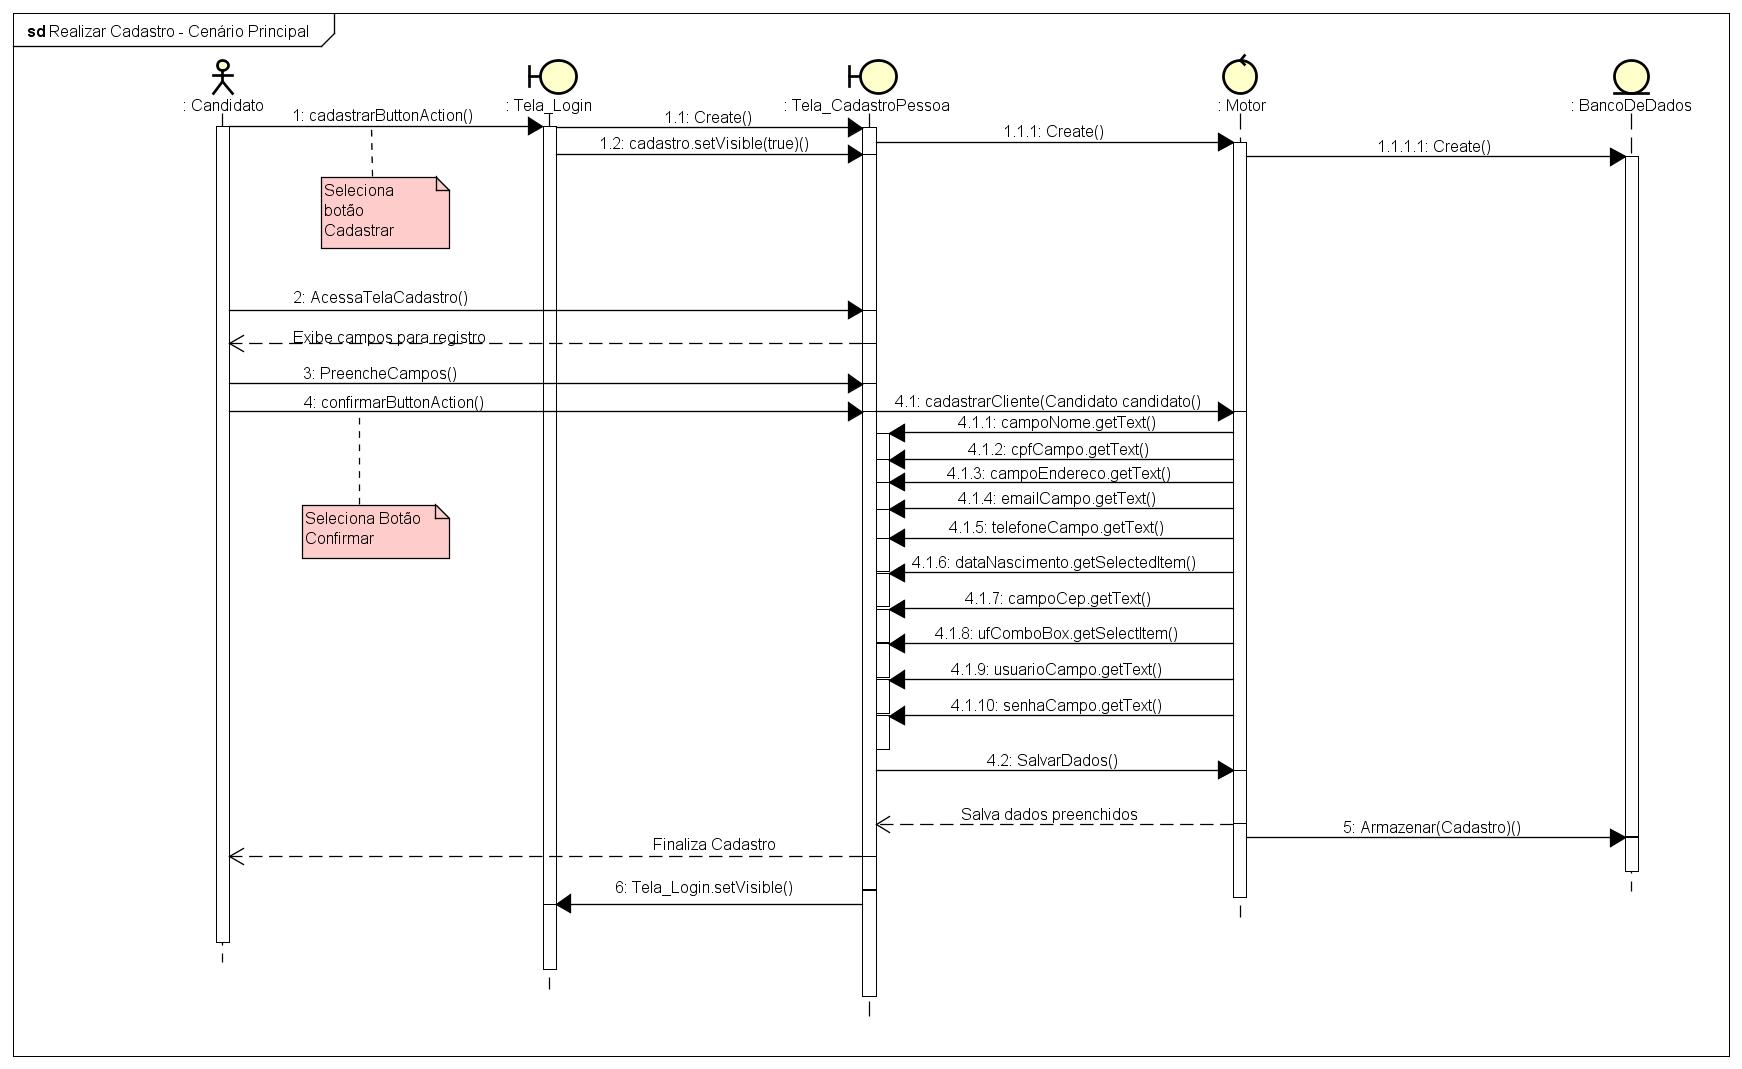 sd Realizar Cadastro - Cenário Principal
: Candidato
: Tela_Login
: Tela_CadastroPessoa
: Motor
: BancoDeDados
1: cadastrarButtonAction()
1.1: Create()
1.1.1: Create()
1.2: cadastro.setVisible(true)()
1.1.1.1: Create()
Seleciona
botão
Cadastrar
2: AcessaTelaCadastro()
Exibe campos para registro
3: PreencheCampos()
4: confirmarButtonAction()
4.1: cadastrarCliente(Candidato candidato()
4.1.1: campoNome.getText()
4.1.2: cpfCampo.getText()
4.1.3: campoEndereco.getText()
4.1.4: emailCampo.getText()
Seleciona Botão
Confirmar
4.1.5: telefoneCampo.getText()
4.1.6: dataNascimento.getSelectedItem()
4.1.7: campoCep.getText()
4.1.8: ufComboBox.getSelectItem()
4.1.9: usuarioCampo.getText()
4.1.10: senhaCampo.getText()
4.2: SalvarDados()
Salva dados preenchidos
5: Armazenar(Cadastro)()
Finaliza Cadastro
6: Tela_Login.setVisible()